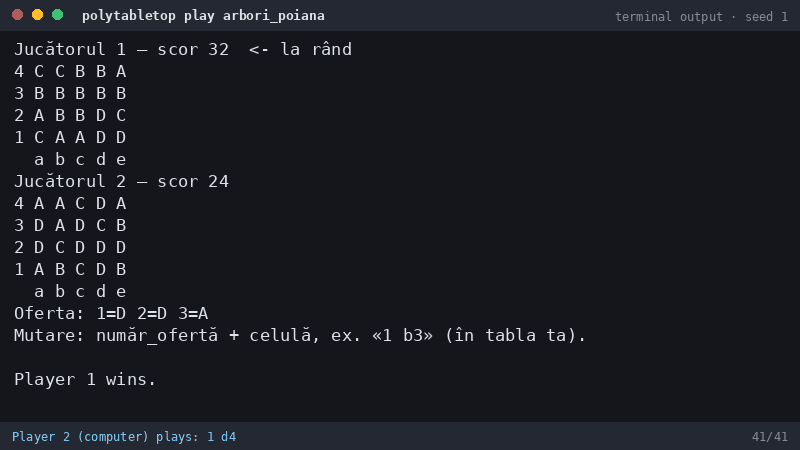 polytabletop play arbori_poiana
terminal output · seed 1
Jucătorul 1 — scor 32  <- la rând
4 C C B B A
3 B B B B B
2 A B B D C
1 C A A D D
  a b c d e
Jucătorul 2 — scor 24
4 A A C D A
3 D A D C B
2 D C D D D
1 A B C D B
  a b c d e
Oferta: 1=D 2=D 3=A
Mutare: număr_ofertă + celulă, ex. «1 b3» (în tabla ta).
Player 1 wins.
Player 2 (computer) plays: 1 d4
41/41